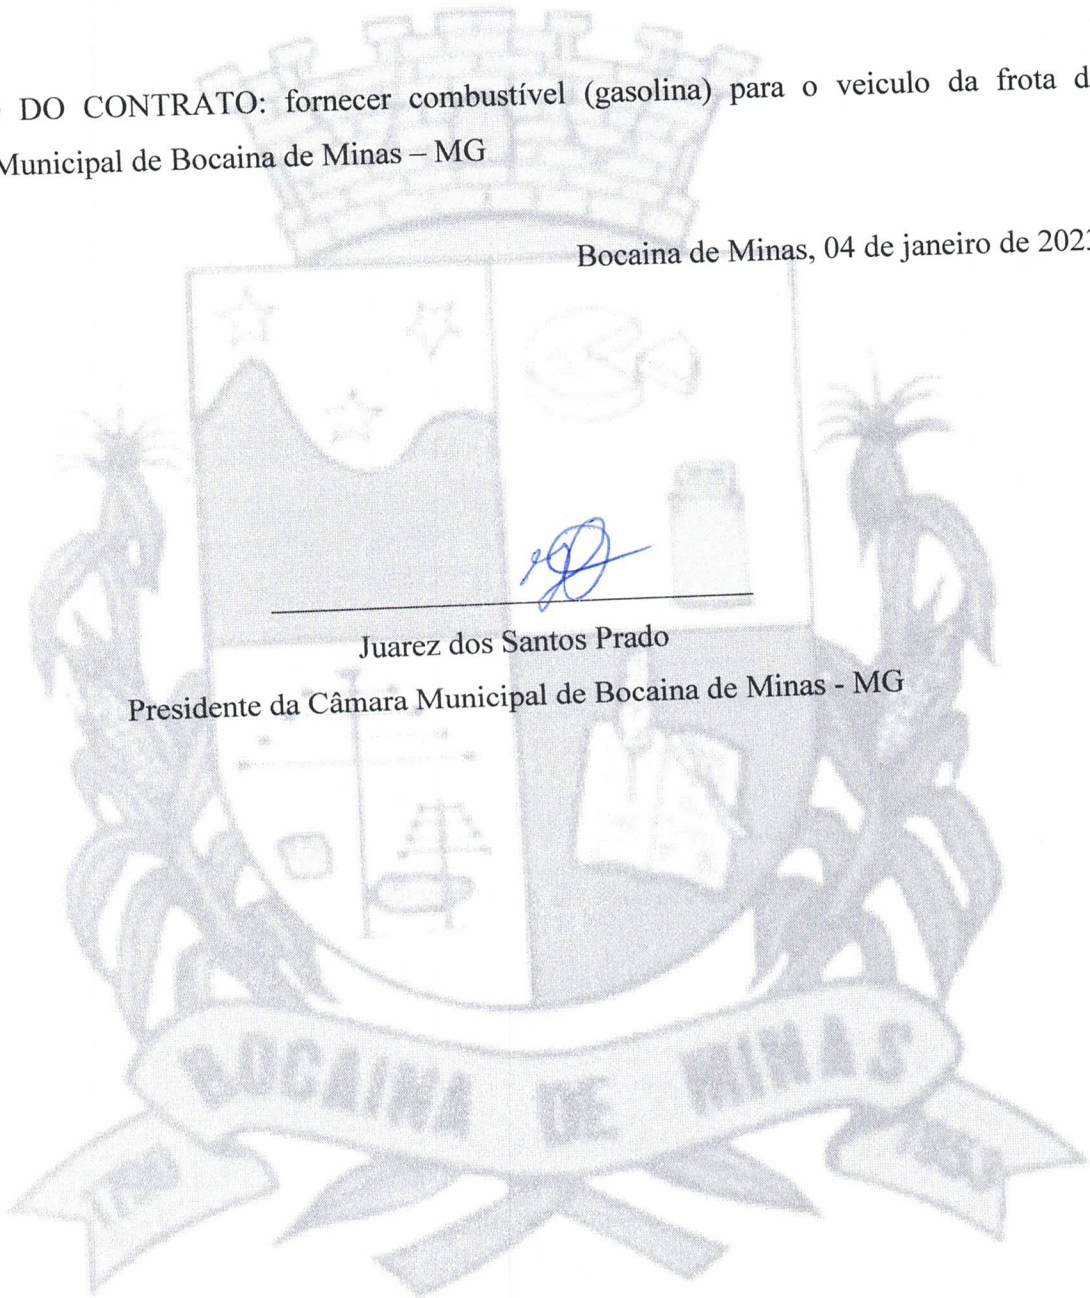 DO CONTRATO: fornecer combustível (gasolina) para o veiculo da frota d
Municipal de Bocaina de Minas – MG
Bocaina de Minas, 04 de janeiro de 202
Juarez dos Santos Prado
Presidente da Câmara Municipal de Bocaina de Minas - MG
BOCAINA DE MINAS